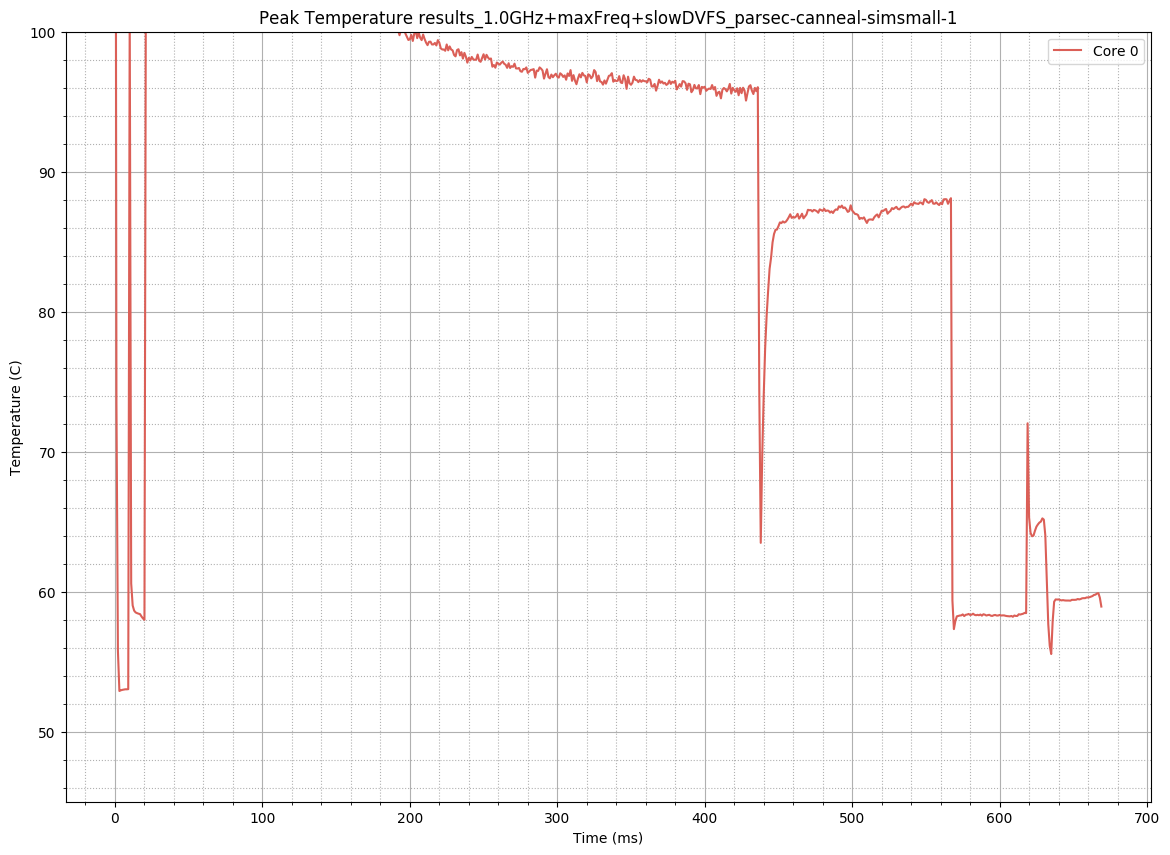 Peak Temperature results_1.0GHz+maxFreq+slowDVFS_parsec-canneal-simsmall-1
Core 0
100
90
80
70
60
50
Temperature (C)
0 100 200 300 400 500 600 700
Time (ms)